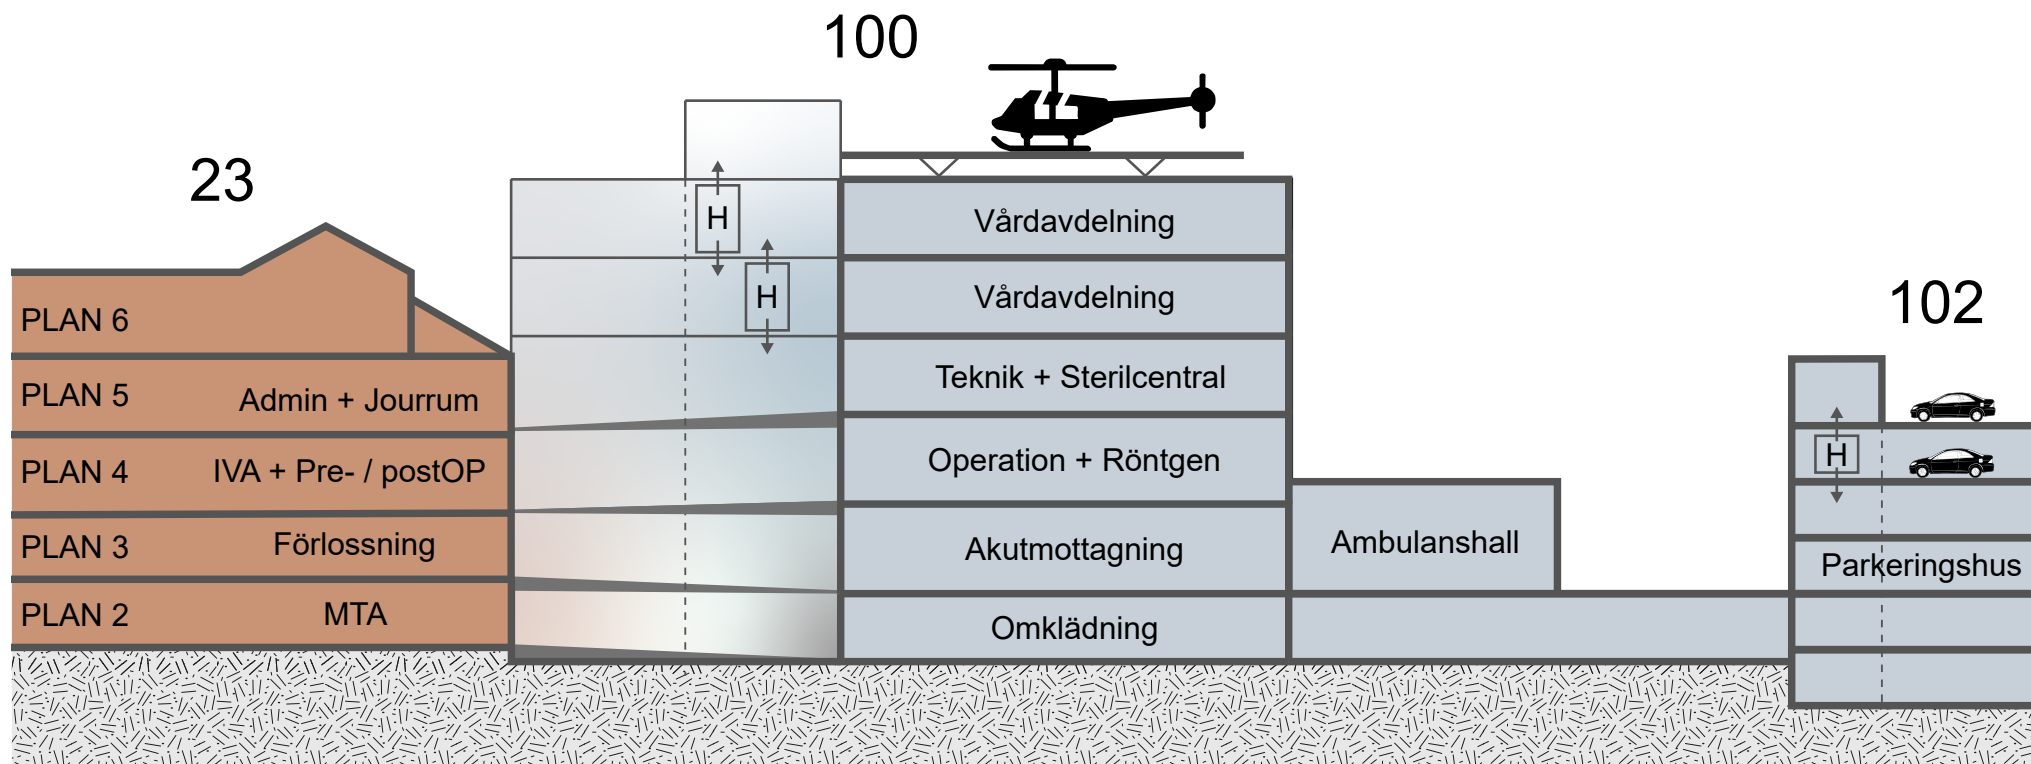 100
23
102
H
H
H
PLAN 6
PLAN 5
Admin + Jourrum
PLAN 4
IVA + Pre- / postOP
PLAN 3
Förlossning
PLAN 2
MTA
Vårdavdelning
Vårdavdelning
Teknik + Sterilcentral
Operation + Röntgen
Akutmottagning
Omklädning
Ambulanshall
Parkeringshus